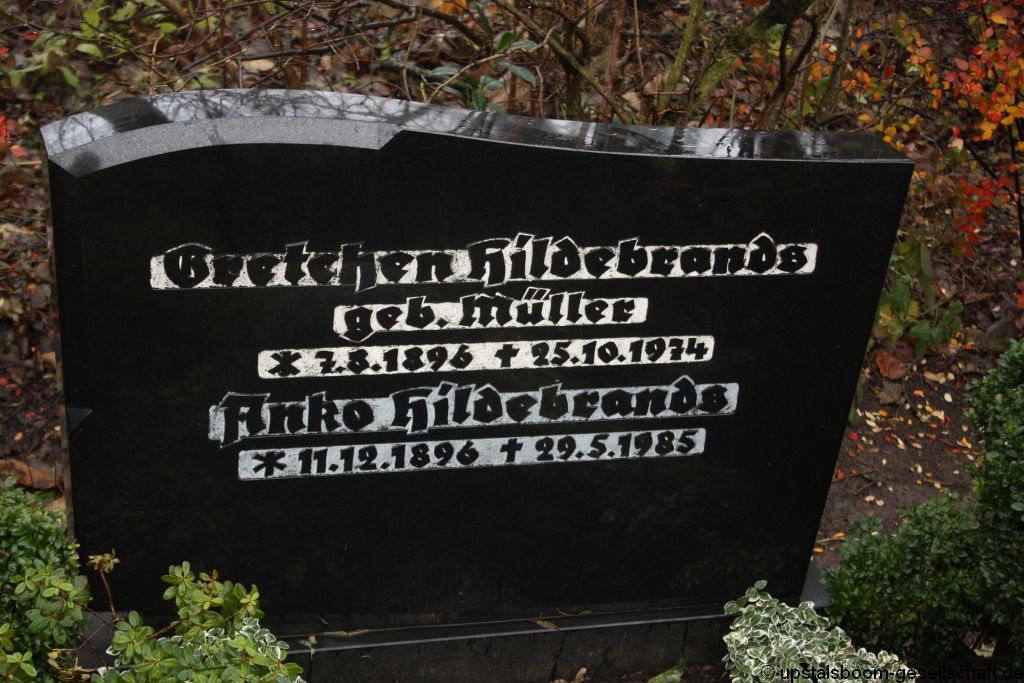 Gretchen Hildebrands
geb. Müller
* 7.8.1896 † 25.10.1974
Anko Hildebrands
* 11.12.1896 † 29.5.1985
© upstalsboom-gesellschaft.de